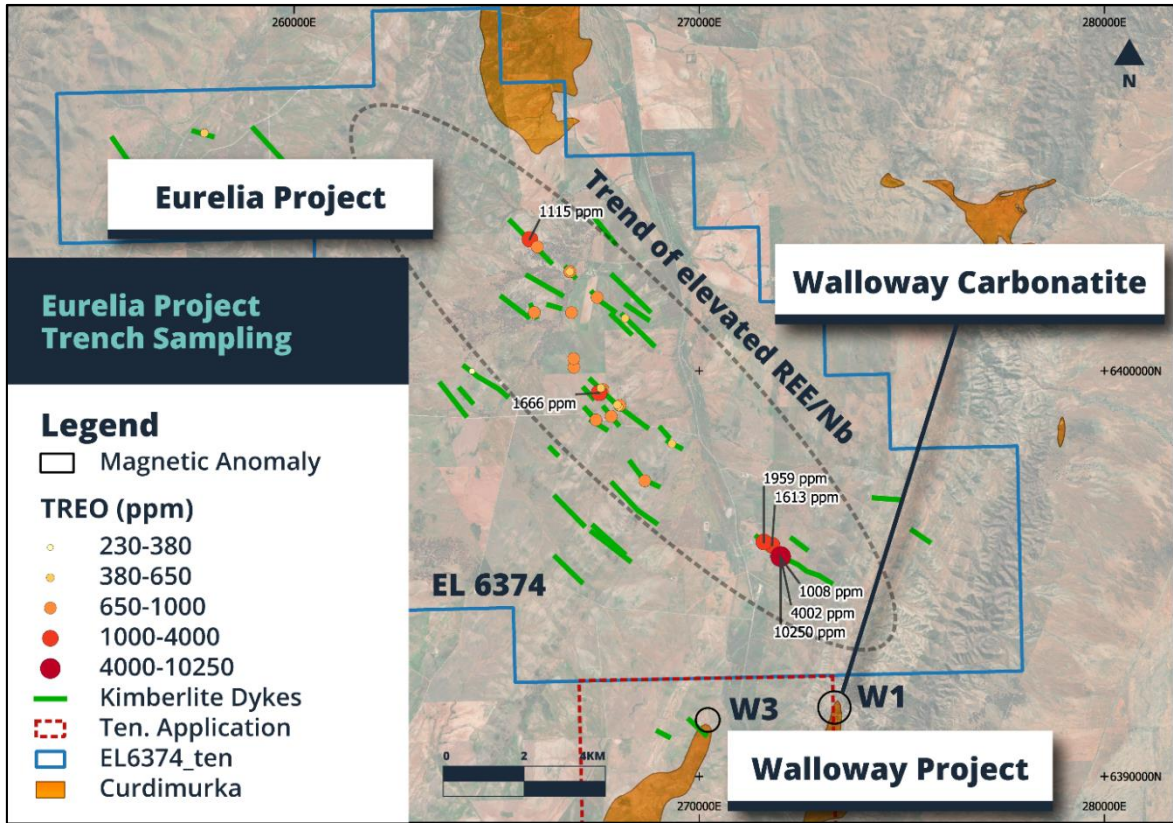 260000E
270000E
280000E
N
Eurelia Project
Trend of elevated REE/Nb
1115 ppm
Walloway Carbonatite
Eurelia Project
Trench Sampling
+6400000N
1666 ppm
Legend
Magnetic Anomaly
TREO (ppm)
230-380
380-650
650-1000
1000-4000
4000-10250
Kimberlite Dykes
Ten. Application
EL6374_ten
Curdimurka
1959 ppm
1613 ppm
1008 ppm
4002 ppm
10250 ppm
EL 6374
W3
W1
0 2 4KM
Walloway Project
+6390000N
270000E
280000E